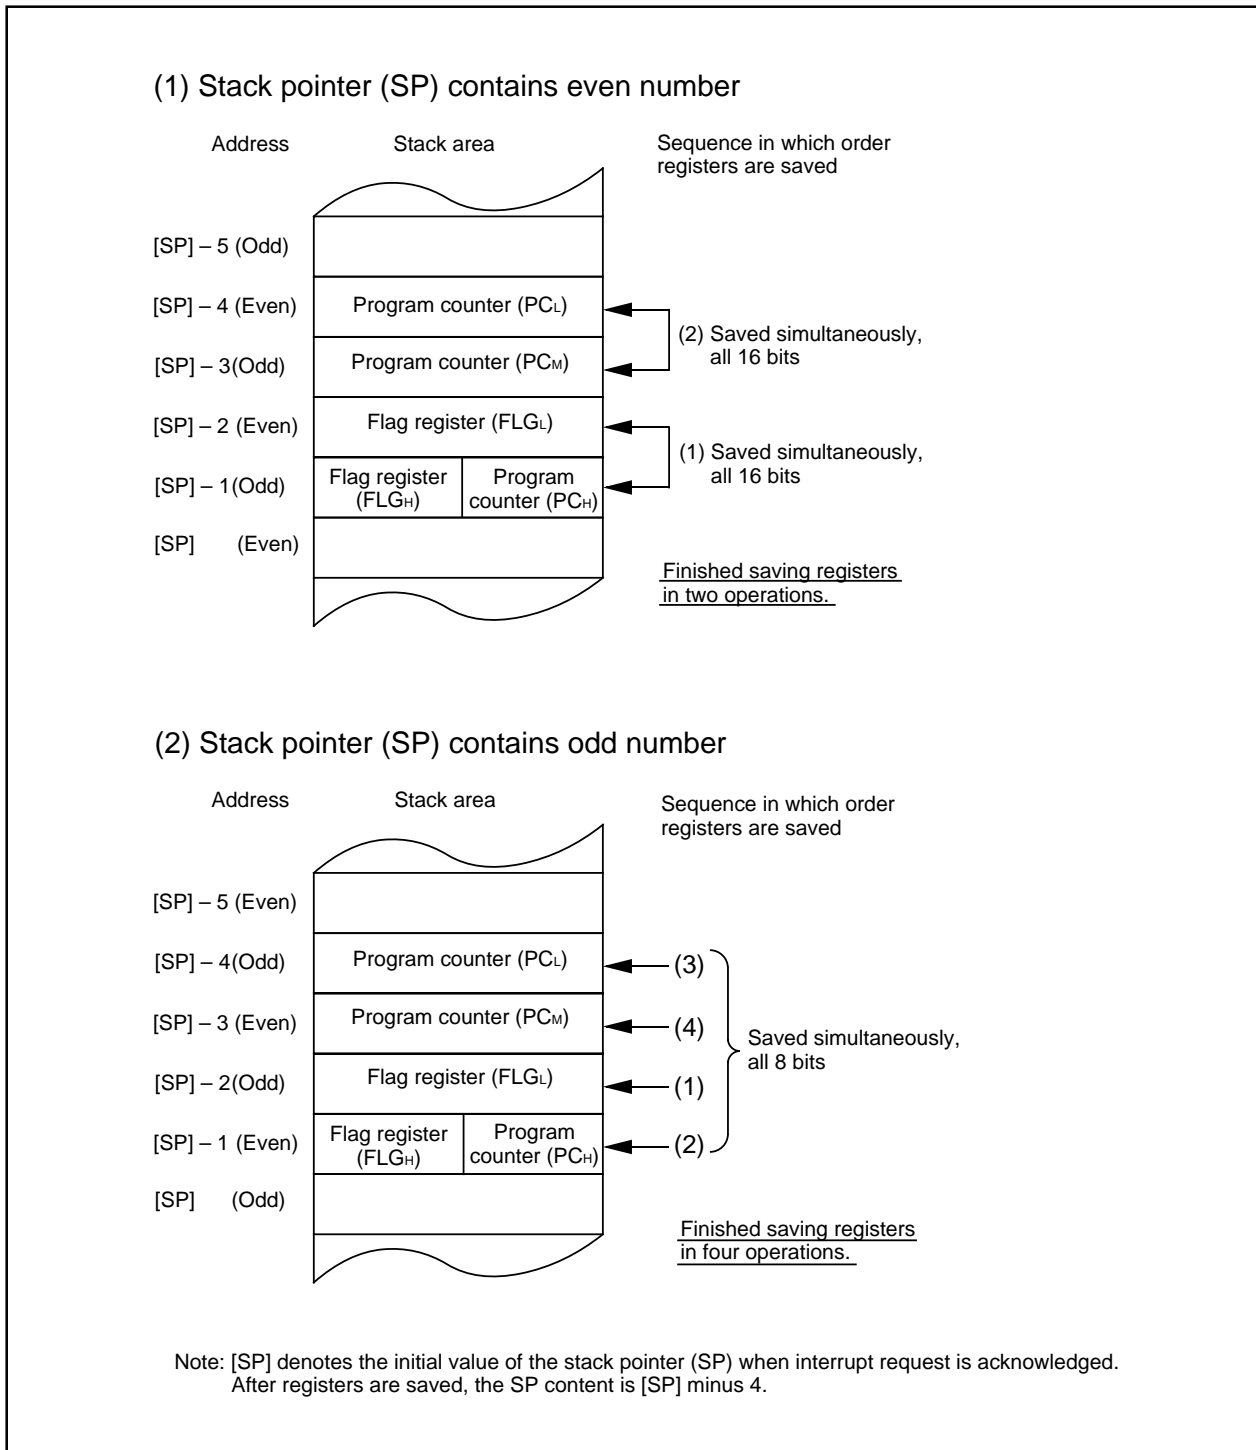 (1) Stack pointer (SP) contains even number
Address
Stack area
Sequence in which order
registers are saved
[SP] – 5 (Odd)
[SP] – 4 (Even)
Program counter (PCL)
[SP] – 3(Odd)
Program counter (PCM)
(2) Saved simultaneously,
all 16 bits
[SP] – 2 (Even)
Flag register (FLGL)
[SP] – 1(Odd)
Flag register
(FLGH)
Program
counter (PCH)
(1) Saved simultaneously,
all 16 bits
[SP] (Even)
Finished saving registers
in two operations.
(2) Stack pointer (SP) contains odd number
Address
Stack area
Sequence in which order
registers are saved
[SP] – 5 (Even)
[SP] – 4(Odd)
Program counter (PCL)
(3)
[SP] – 3 (Even)
Program counter (PCM)
(4)
Saved simultaneously,
all 8 bits
[SP] – 2(Odd)
Flag register (FLGL)
(1)
[SP] – 1 (Even)
Flag register
(FLGH)
Program
counter (PCH)
(2)
[SP] (Odd)
Finished saving registers
in four operations.
Note: [SP] denotes the initial value of the stack pointer (SP) when interrupt request is acknowledged.
After registers are saved, the SP content is [SP] minus 4.